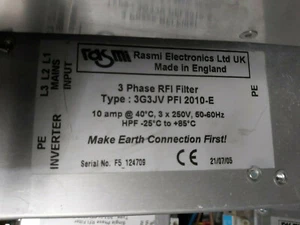 rasmi
Rasmi Electronics Ltd UK
Made in England
L3 L2 L1
MAINS
INPUT
PE
INVERTER
PE
3 Phase RFI Filter
Type : 3G3JV PFI 2010-E
10 amp @ 40°C, 3 x 250V, 50-60Hz
HPF -25°C to +85°C
Make Earth Connection First!
Serial No. F5_124709
21/07/05